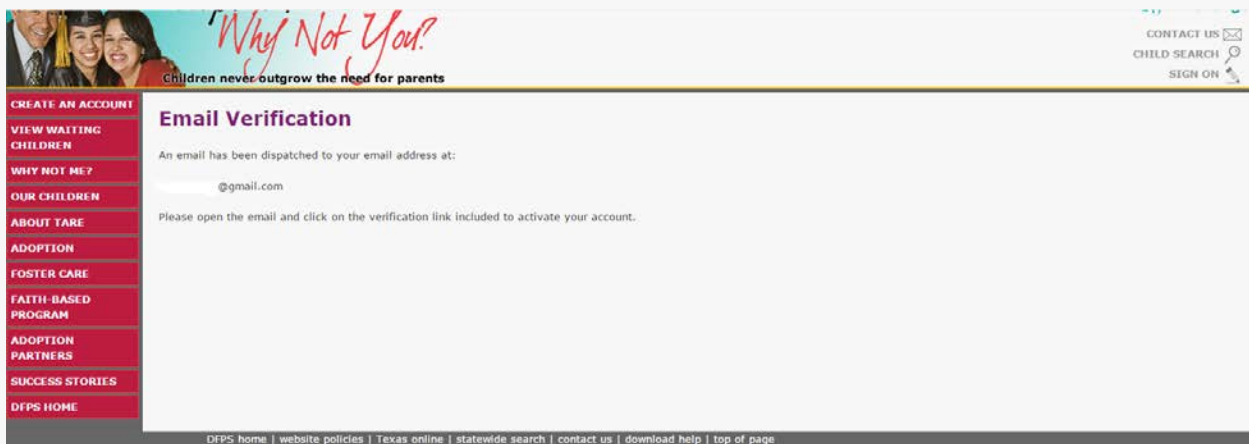 Why Not You?
Children never outgrow the need for parents
CONTACT US
CHILD SEARCH
SIGN ON
CREATE AN ACCOUNT
VIEW WAITING
CHILDREN
WHY NOT ME?
OUR CHILDREN
ABOUT TARE
ADOPTION
FOSTER CARE
FAITH-BASED
PROGRAM
ADOPTION
PARTNERS
SUCCESS STORIES
DFPS HOME
Email Verification
An email has been dispatched to your email address at:
@gmail.com
Please open the email and click on the verification link included to activate your account.
DFPS home | website policies | Texas online | statewide search | contact us | download help | top of page